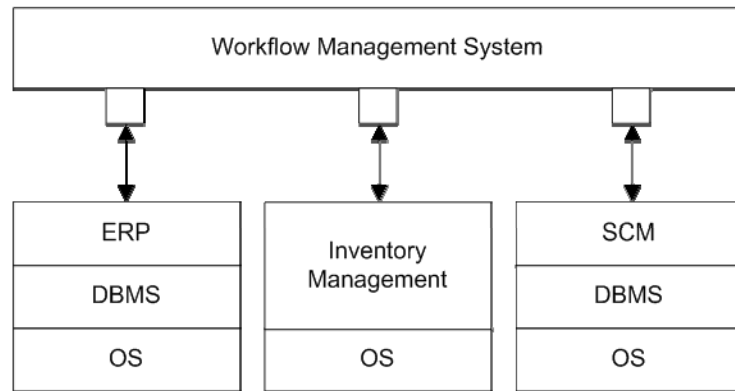 Workflow Management System
ERP
DBMS
OS
Inventory
Management
OS
SCM
DBMS
OS